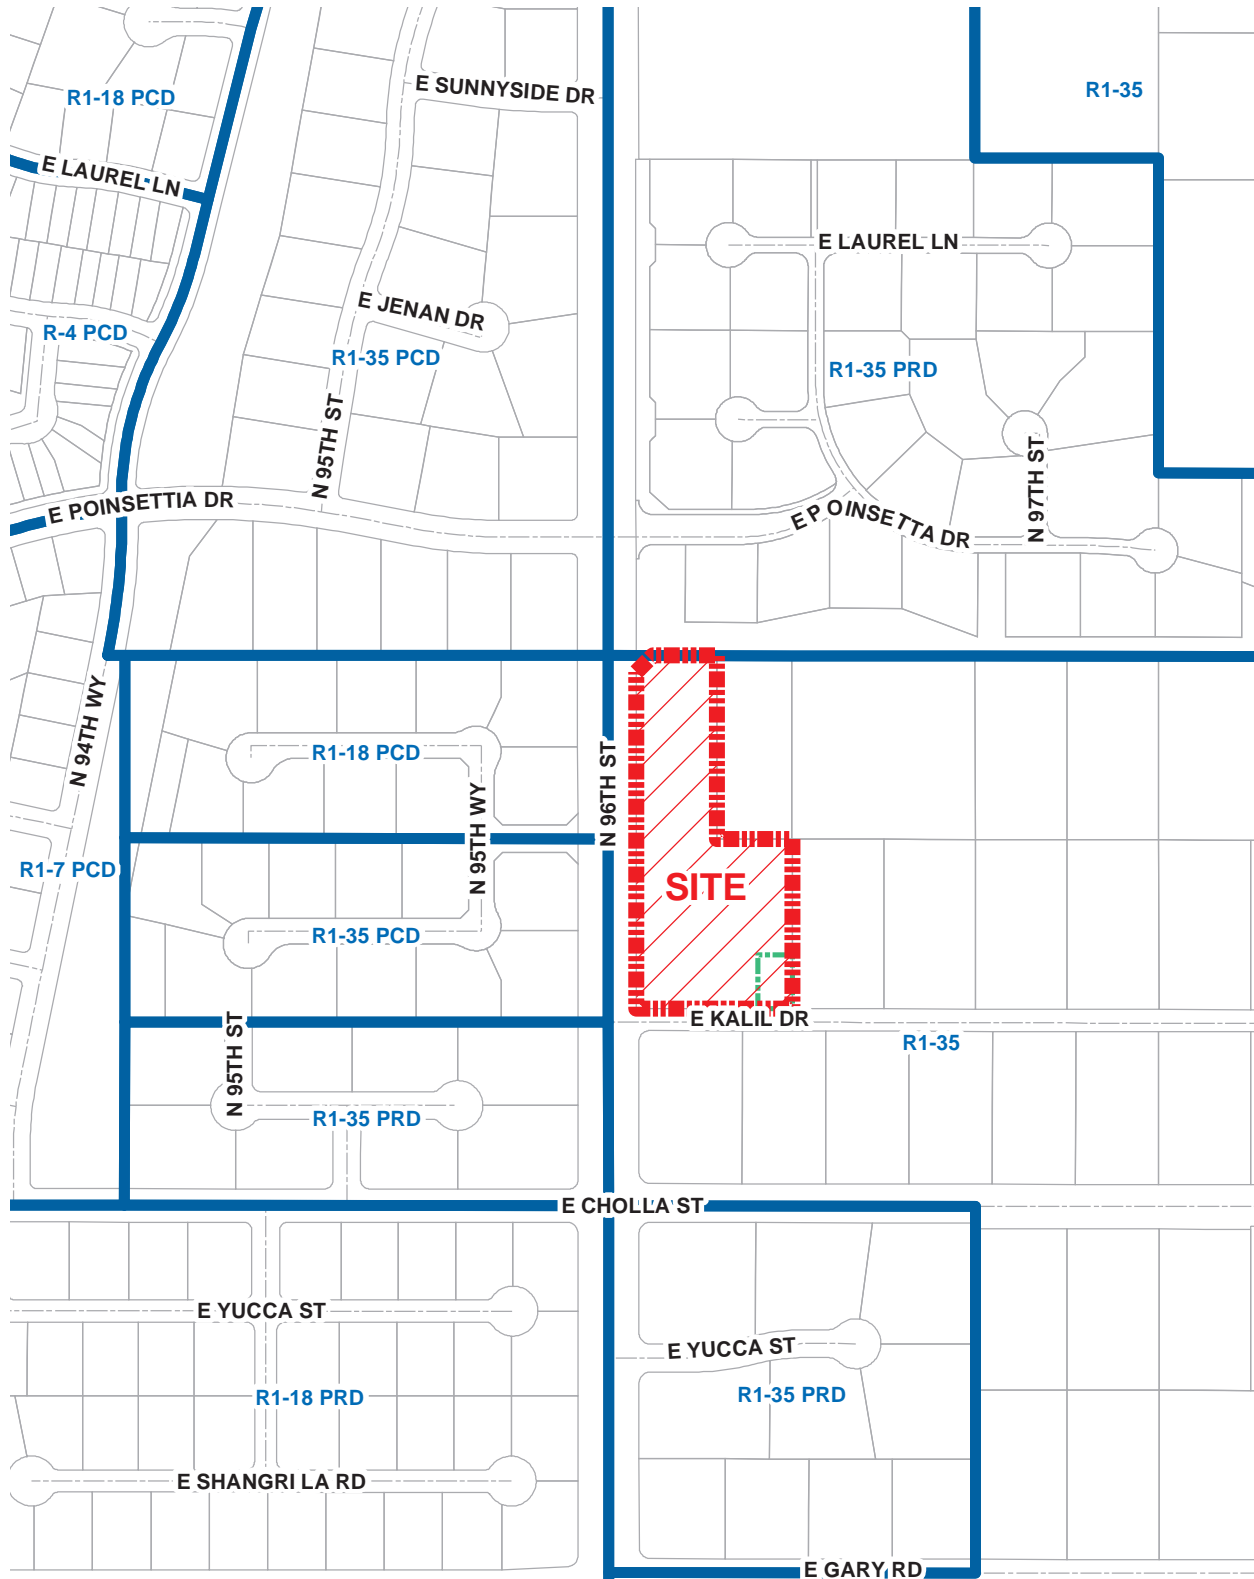 E SUNNYSIDE DR
R1-18 PCD
R1-35
E LAUREL LN
E LAUREL LN
E JENAN DR
R-4 PCD
R1-35 PCD
R1-35 PRD
N 95TH ST
N 97TH ST
E POINSETTIA DR
E POINSETTA DR
N 94TH WY
R1-18 PCD
N 96TH ST
N 95TH WY
R1-7 PCD
SITE
R1-35 PCD
E KALIL DR
R1-35
N 95TH ST
R1-35 PRD
E CHOLLA ST
E YUCCA ST
E YUCCA ST
R1-18 PRD
R1-35 PRD
E SHANGRI LA RD
E GARY RD